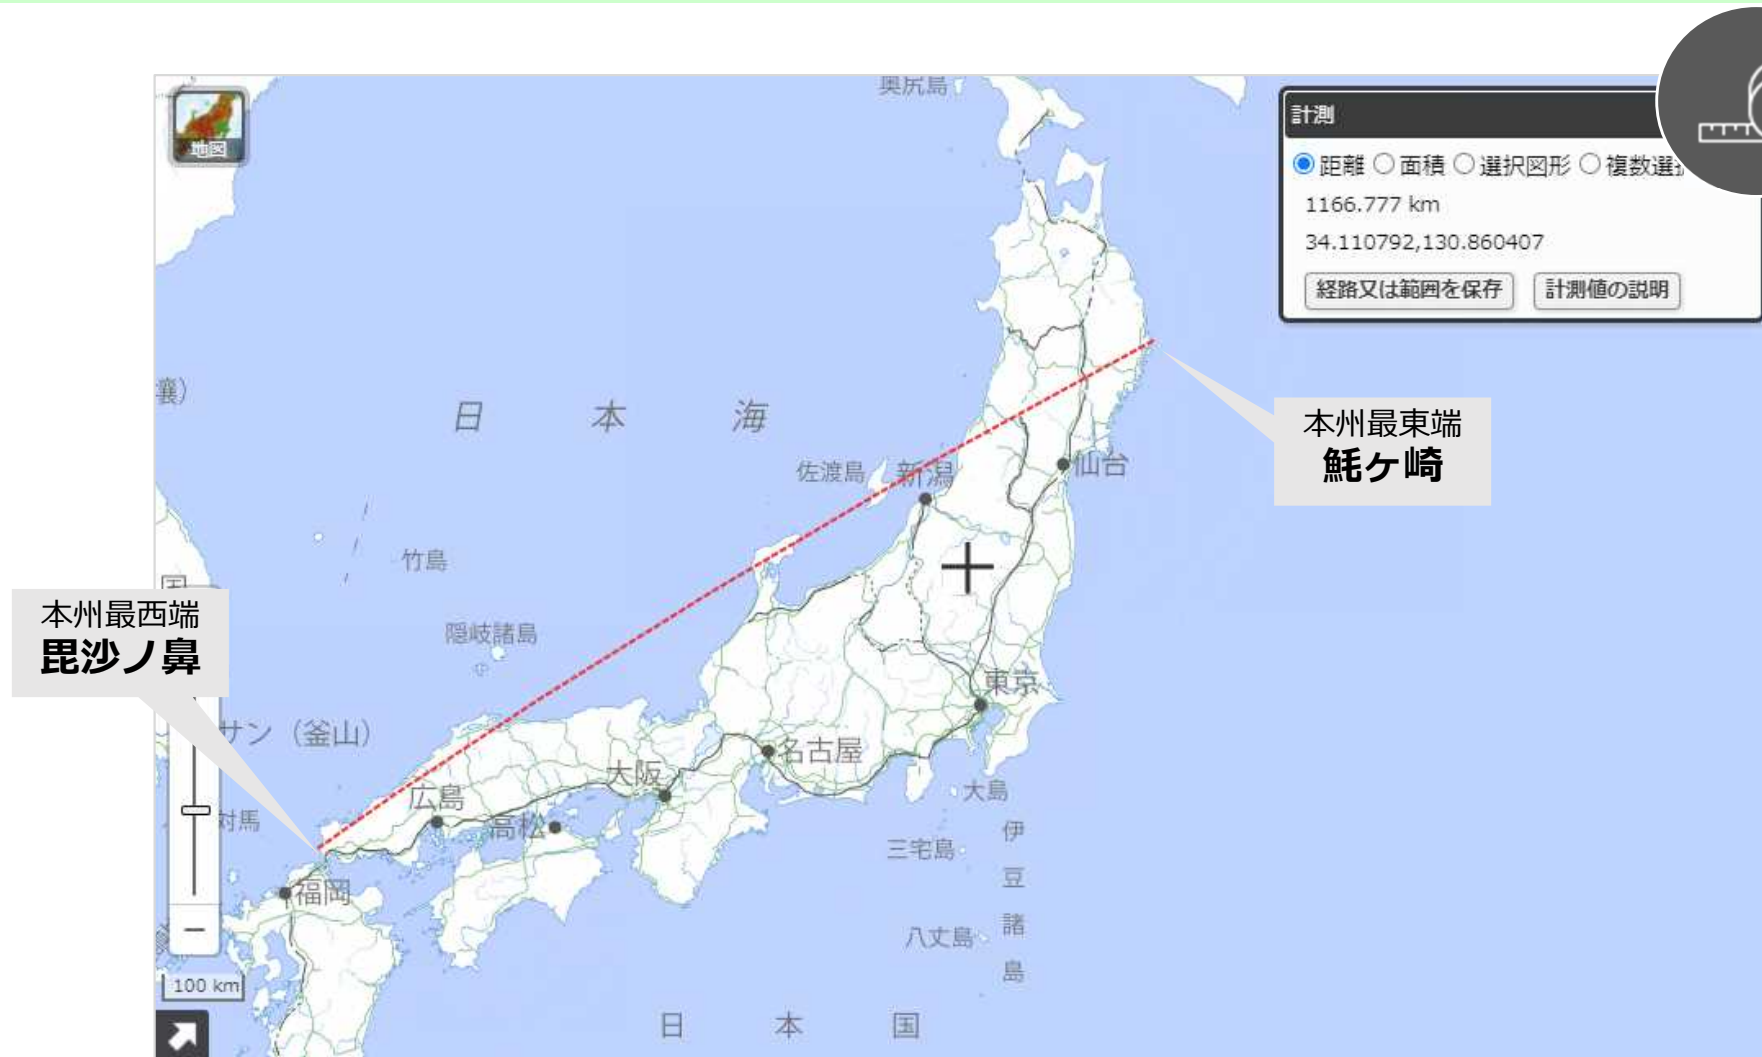 奥尻島
地図
計測
距離 面積 選択図形 複数選
1166.777 km
34.110792,130.860407
経路又は範囲を保存 計測値の説明
襄)
日本海
本州最東端
魹ヶ崎
佐渡島 新潟
仙台
竹島
本州最西端
毘沙ノ鼻
隠岐諸島
東京
サン（釜山）
名古屋
大阪
大島
広島
対馬
高松
三宅島
伊豆諸島
福岡
八丈島
100 km
日本国